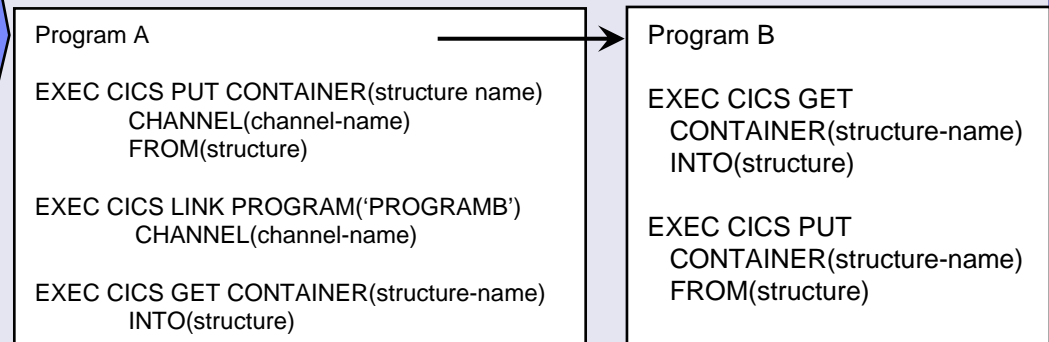 Program A
EXEC CICS PUT CONTAINER(structure name)
CHANNEL(channel-name)
FROM(structure)
EXEC CICS LINK PROGRAM(‘PROGRAMB’)
CHANNEL(channel-name)
EXEC CICS GET CONTAINER(structure-name)
INTO(structure)
Program B
EXEC CICS GET
CONTAINER(structure-name)
INTO(structure)
EXEC CICS PUT
CONTAINER(structure-name)
FROM(structure)